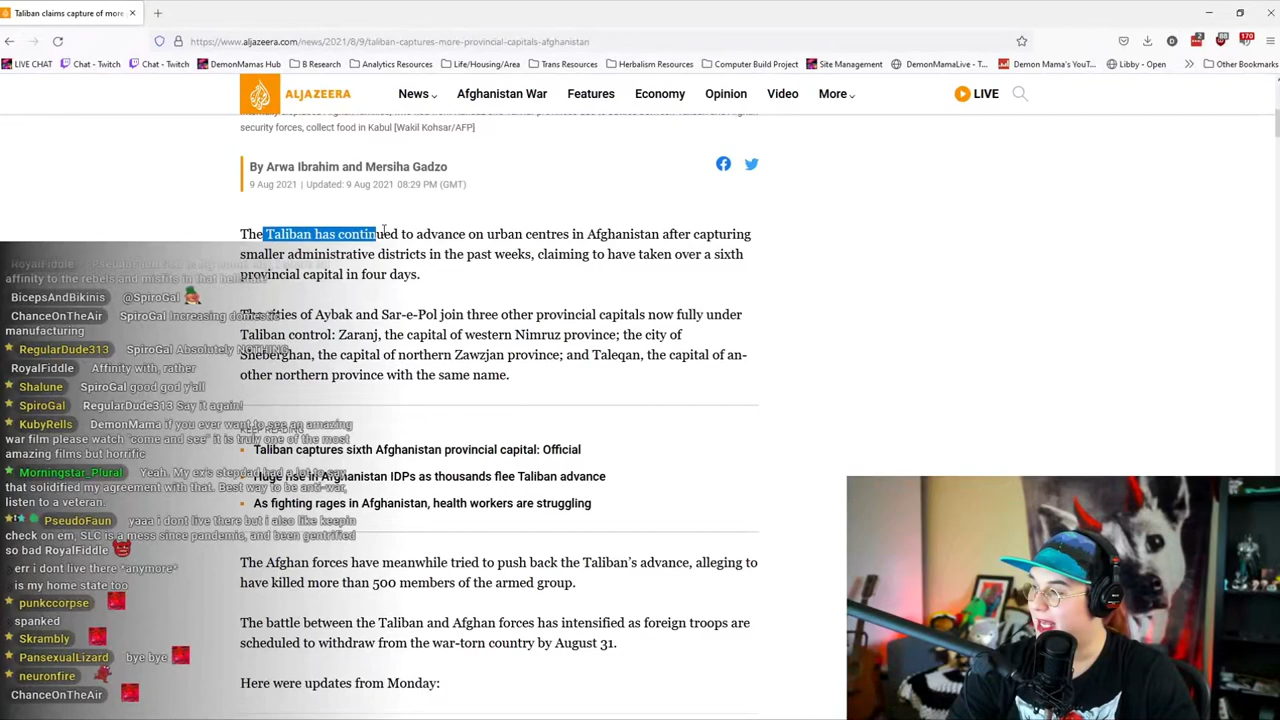 Taliban claims capture of more
https://www.aljazeera.com/news/2021/8/9/taliban-captures-more-provincial-capitals-afghanistan
2
88
170
LIVE CHAT
Chat - Twitch
Chat - Twitch
DemonMamas Hub
B Research
Analytics Resources
Life/Housing/Area
Trans Resources
Herbalism Resources
Computer Build Project
Site Management
DemonMamaLive - T...
Demon Mama's YouT...
Libby - Open
Other Bookmarks
ALJAZEERA
News
Afghanistan War
Features
Economy
Opinion
Video
More
LIVE
security forces, collect food in Kabul [Wakil Kohsar/AFP]
By Arwa Ibrahim and Mersiha Gadzo
9 Aug 2021 | Updated: 9 Aug 2021 08:29 PM (GMT)
The Taliban has continued to advance on urban centres in Afghanistan after capturing
smaller administrative districts in the past weeks, claiming to have taken over a sixth
provincial capital in four days.
The cities of Aybak and Sar-e-Pol join three other provincial capitals now fully under
Taliban control: Zaranj, the capital of western Nimruz province; the city of
Sheberghan, the capital of northern Zawzjan province; and Taleqan, the capital of an-
other northern province with the same name.
KEEP READING
Taliban captures sixth Afghanistan provincial capital: Official
Huge rise in Afghanistan IDPs as thousands flee Taliban advance
As fighting rages in Afghanistan, health workers are struggling
The Afghan forces have meanwhile tried to push back the Taliban's advance, alleging to
have killed more than 500 members of the armed group.
The battle between the Taliban and Afghan forces has intensified as foreign troops are
scheduled to withdraw from the war-torn country by August 31.
Here were updates from Monday:
RoyalFiddle
affinity to the rebels and misfits in that
BicepsAndBikinis @SpiroGal
ChanceOnTheAir SpiroGal Increasing domestic
manufacturing
RegularDude313 SpiroGal Absolutely NOTHING
RoyalFiddle Affinity with, rather
Shalune SpiroGal good god y'all
SpiroGal RegularDude313 Say it again!
KubyRells DemonMama if you ever want to see an amazing
war film please watch "come and see" it is truly one of the most
amazing films but horrific
Morningstar_Plural Yeah. My ex's stepdad had a lot to say
that solidified my agreement with that. Best way to be anti-war,
listen to a veteran.
PseudoFaun yaaa i dont live there but i also like keepin
check on em, SLC is a mess since pandemic, and been gentrified
so bad RoyalFiddle
err i dont live there *anymore*
is my home state too
punkccorpse
spanked
Skrambly
PansexualLizard bye bye
neuronfire
ChanceOnTheAir